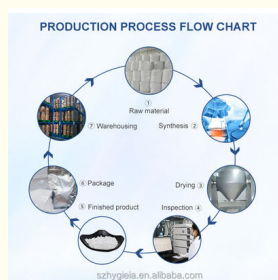 PRODUCTION PROCESS FLOW CHART
①
Raw material
Synthesis ②
Drying ③
Inspection ④
⑤ Finished product
⑥ Package
⑦ Warehousing
szhygieia.en.alibaba.com